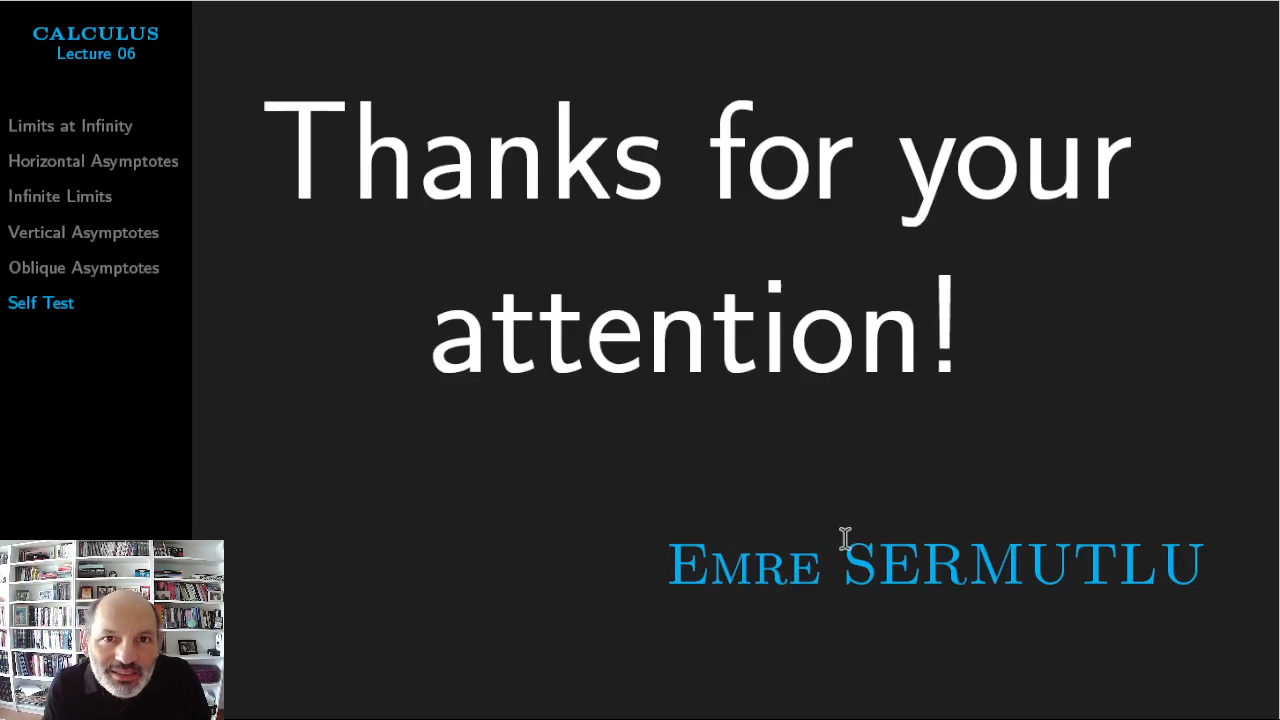 CALCULUS
Lecture 06
Limits at Infinity
Horizontal Asymptotes
Infinite Limits
Vertical Asymptotes
Oblique Asymptotes
Self Test
Thanks for your
attention!
Emre SERMUTLU